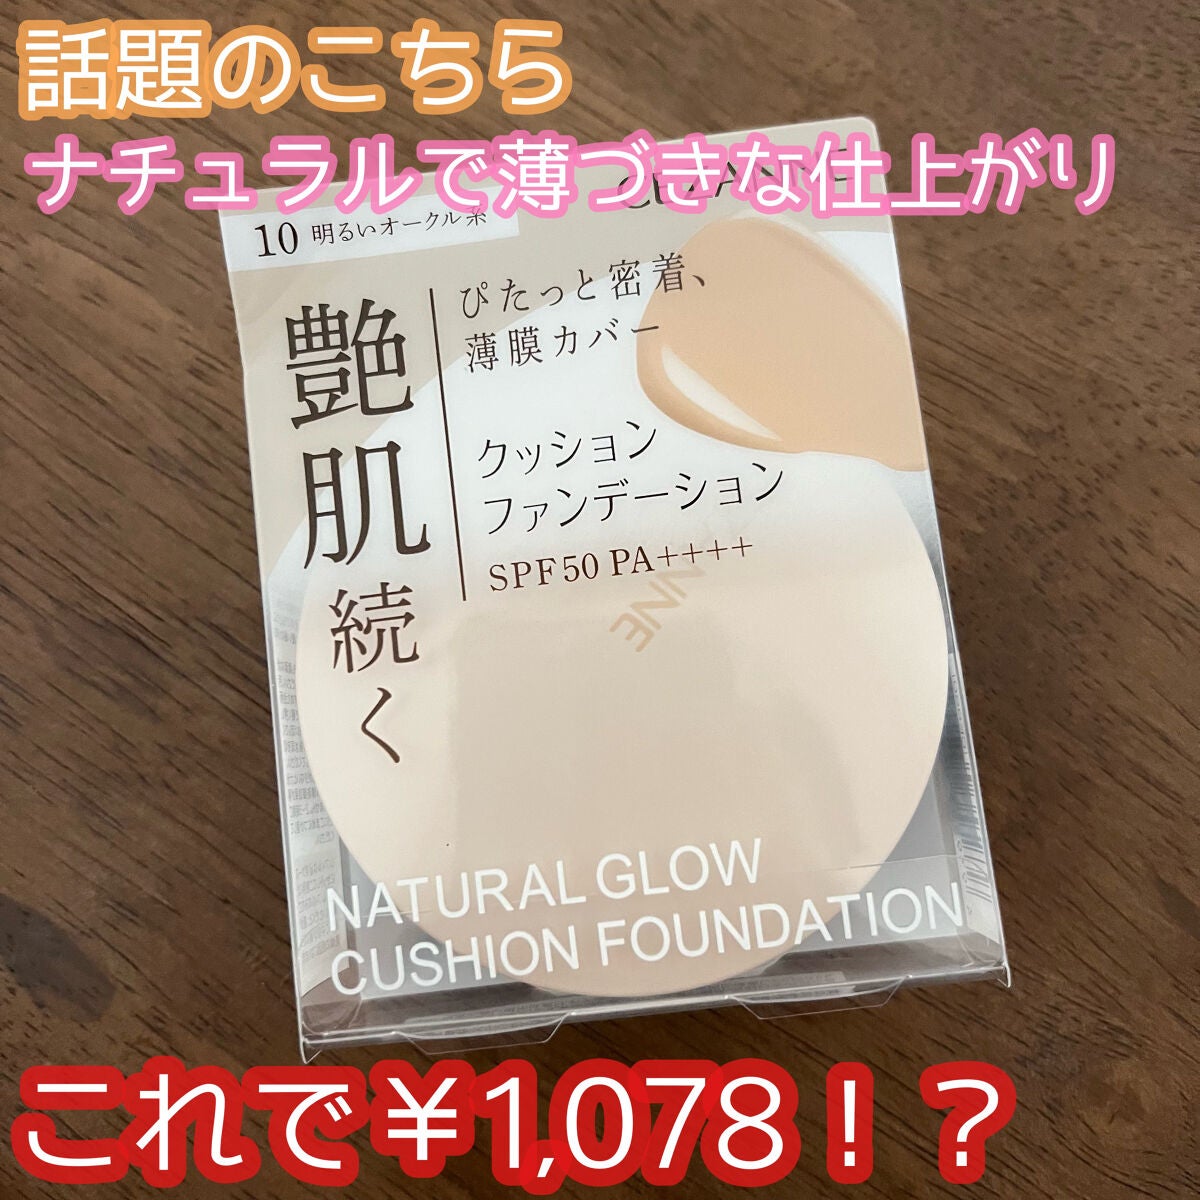 話題のこちら
ナチュラルで薄づきな仕上がり
CEZANNE
10 明るいオークル系
艶肌続く
ぴたっと密着、
薄膜カバー
クッション
ファンデーション
SPF50 PA++++
NATURAL GLOW
CUSHION FOUNDATION
これで¥1,078！？